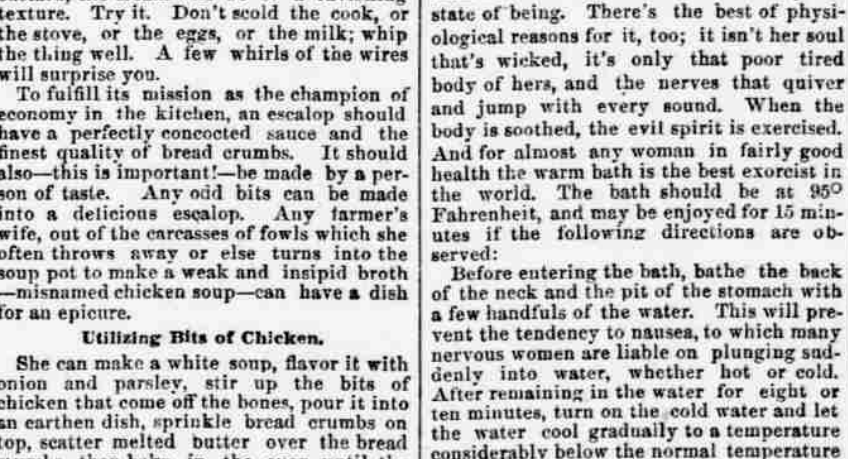 texture. Try it. Don't scold the cook, or
the stove, or the eggs, or the milk; whip
the thing well. A few whirls of the wires
will surprise you.
To fulfill its mission as the champion of
economy in the kitchen, an escalop should
have a perfectly concocted sauce and the
finest quality of bread crumbs. It should
also—this is important!—be made by a per-
son of taste. Any odd bits can be made
into a delicious escalop. Any farmer's
wife, out of the carcasses of fowls which she
often throws away or else turns into the
soup pot to make a weak and insipid broth
—misnamed chicken soup—can have a dish
for an epicure.
Utilizing Bits of Chicken.
She can make a white soup, flavor it with
onion and parsley, stir up the bits of
chicken that come off the bones, pour it into
an earthen dish, sprinkle bread crumbs on
top, scatter melted butter over the bread
state of being. There's the best of physi-
ological reasons for it, too; it isn't her soul
that's wicked, it's only that poor tired
body of hers, and the nerves that quiver
and jump with every sound. When the
body is soothed, the evil spirit is exercised.
And for almost any woman in fairly good
health the warm bath is the best exorcist in
the world. The bath should be at 95°
Fahrenheit, and may be enjoyed for 15 min-
utes if the following directions are ob-
served:
Before entering the bath, bathe the back
of the neck and the pit of the stomach with
a few handfuls of the water. This will pre-
vent the tendency to nausea, to which many
nervous women are liable on plunging sud-
denly into water, whether hot or cold.
After remaining in the water for eight or
ten minutes, turn on the cold water and let
the water cool gradually to a temperature
considerably below the normal temperature